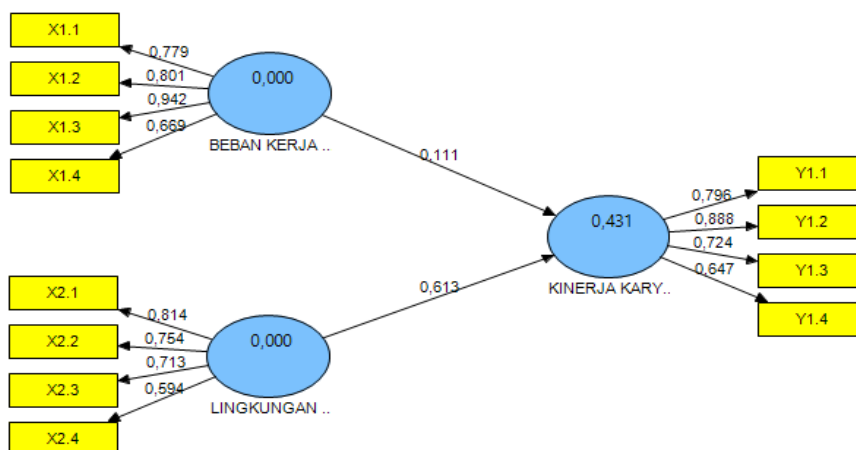 X1.1
0,779
X1.2
0,801
0,000
X1.3
0,942
X1.4
0,669
BEBAN KERJA ..
0,111
Y1.1
0,796
Y1.2
0,888
0,431
0,724
Y1.3
0,647
KINERJA KARY..
Y1.4
0,613
X2.1
0,814
X2.2
0,754
0,000
X2.3
0,713
0,594
LINGKUNGAN ..
X2.4